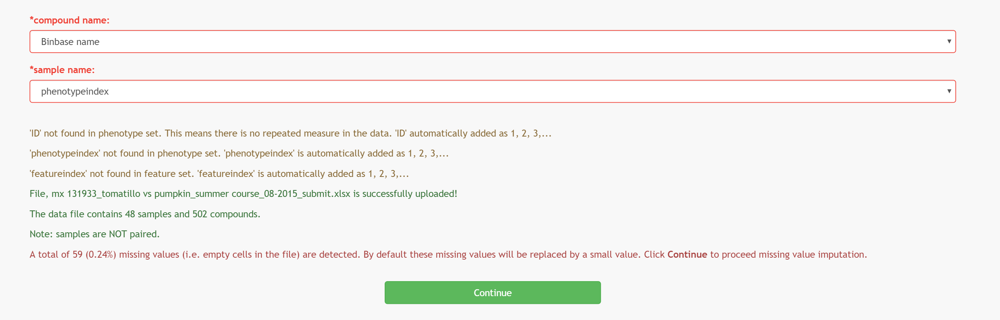 *compound name:
Binbase name
*sample name:
phenotypeindex
'ID' not found in phenotype set. This means there is no repeated measure in the data. 'ID' automatically added as 1, 2, 3,...
'phenotypeindex' not found in phenotype set. 'phenotypeindex' is automatically added as 1, 2, 3,...
'featureindex' not found in feature set. 'featureindex' is automatically added as 1, 2, 3,...
File, mx 131933_tomatillo vs pumpkin_summer course_08-2015_submit.xlsx is successfully uploaded!
The data file contains 48 samples and 502 compounds.
Note: samples are NOT paired.
A total of 59 (0.24%) missing values (i.e. empty cells in the file) are detected. By default these missing values will be replaced by a small value. Click Continue to proceed missing value imputation.
Continue